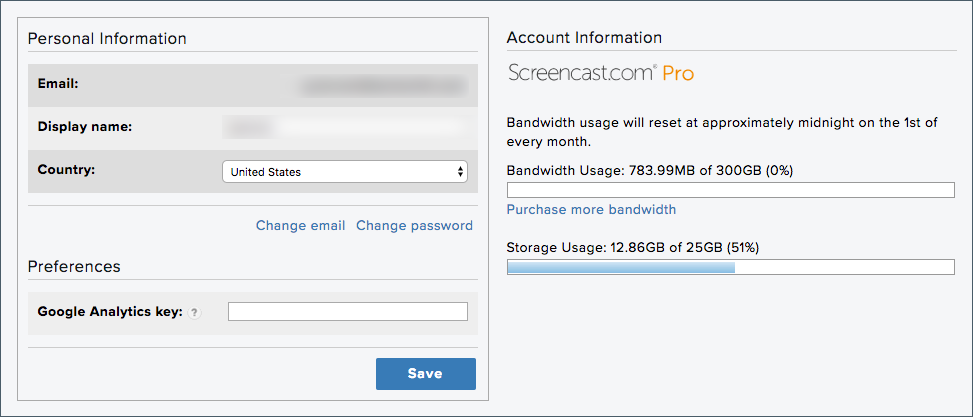 Personal Information
Email:
Display name:
Country:
United States
Change email Change password
Preferences
Google Analytics key: ?
Save
Account Information
Screencast.com® Pro
Bandwidth usage will reset at approximately midnight on the 1st of
every month.
Bandwidth Usage: 783.99MB of 300GB (0%)
Purchase more bandwidth
Storage Usage: 12.86GB of 25GB (51%)